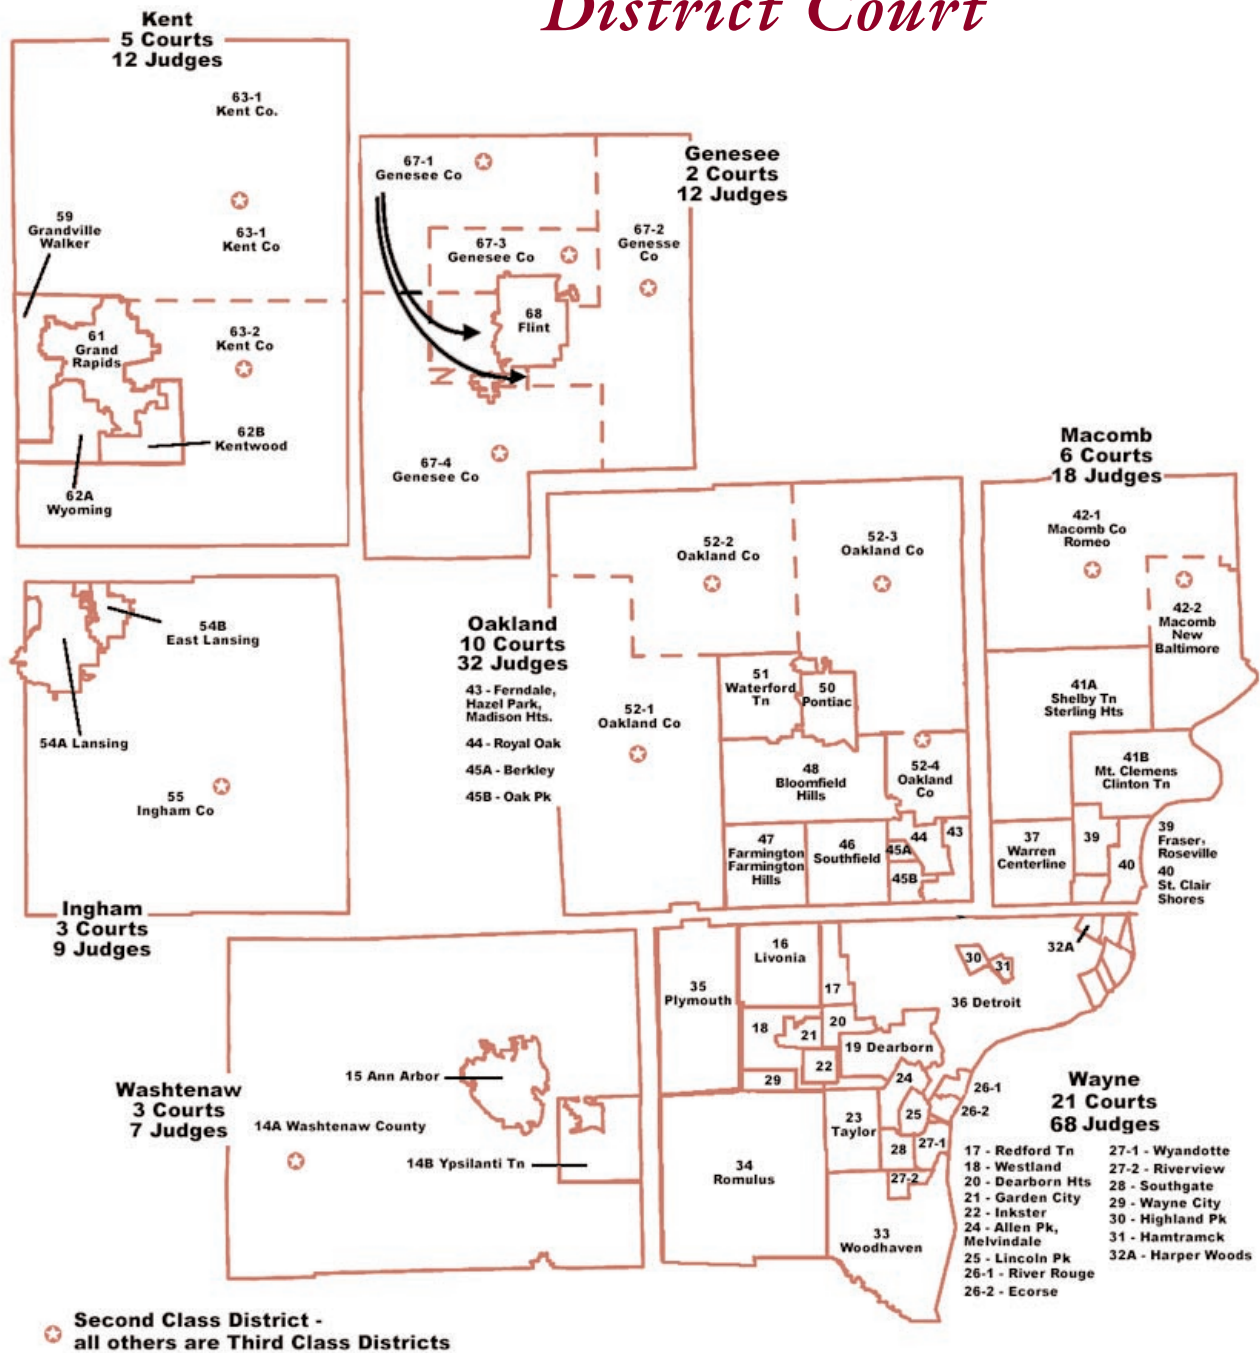 District Court
Kent
5 Courts
12 Judges
63-1
Kent Co.
59
Grandville
Walker
63-1
Kent Co
61
Grand
Rapids
63-2
Kent Co
62B
Kentwood
62A
Wyoming
Genesee
2 Courts
12 Judges
67-1
Genesee Co
67-3
Genesee Co
67-2
Genesse
Co
68
Flint
67-4
Genesee Co
Macomb
6 Courts
18 Judges
42-1
Macomb Co
Romeo
42-2
Macomb
New
Baltimore
41A
Shelby Tn
Sterling Hts
41B
Mt. Clemens
Clinton Tn
37
Warren
Centerline
39
40
39
Fraser,
Roseville
40
St. Clair
Shores
54B
East Lansing
54A Lansing
55
Ingham Co
Ingham
3 Courts
9 Judges
Oakland
10 Courts
32 Judges
43 - Ferndale,
Hazel Park,
Madison Hts.
44 - Royal Oak
45A - Berkley
45B - Oak Pk
52-2
Oakland Co
52-3
Oakland Co
52-1
Oakland Co
51
Waterford
Tn
50
Pontiac
48
Bloomfield
Hills
52-4
Oakland
Co
47
Farmington
Farmington
Hills
46
Southfield
45A
44
43
45B
Washtenaw
3 Courts
7 Judges
15 Ann Arbor
14A Washtenaw County
14B Ypsilanti Tn
35
Plymouth
16
Livonia
17
30
31
32A
36 Detroit
18
21
20
19 Dearborn
22
29
24
23
Taylor
25
26-1
26-2
28
27-1
27-2
34
Romulus
33
Woodhaven
Wayne
21 Courts
68 Judges
17 - Redford Tn
18 - Westland
20 - Dearborn Hts
21 - Garden City
22 - Inkster
24 - Allen Pk,
Melvindale
25 - Lincoln Pk
26-1 - River Rouge
26-2 - Ecorse
27-1 - Wyandotte
27-2 - Riverview
28 - Southgate
29 - Wayne City
30 - Highland Pk
31 - Hamtramck
32A - Harper Woods
Second Class District -
all others are Third Class Districts